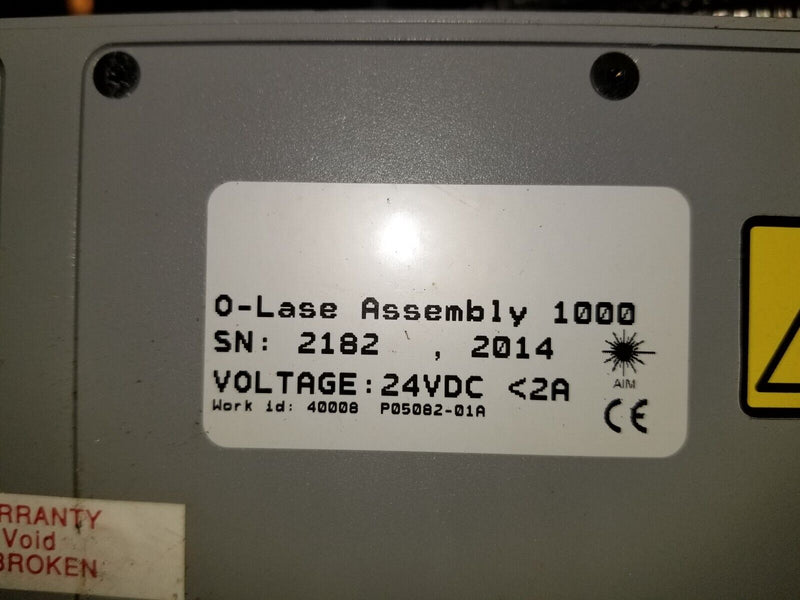 O-Lase Assembly 1000
SN: 2182 , 2014
VOLTAGE:24VDC <2A
AIM
Work id: 40008 P05082-01A
CE
RRANTY
Void
BROKEN